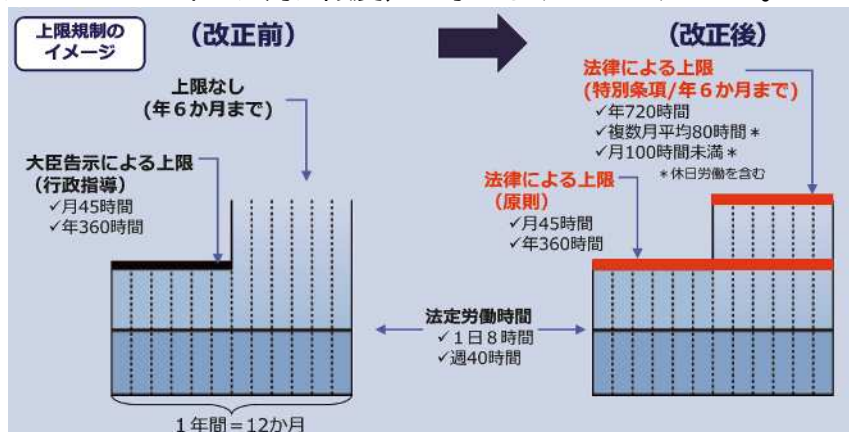 上限規制の
イメージ
(改正前)
上限なし
(年6か月まで)
大臣告示による上限
(行政指導)
✓月45時間
✓年360時間
1年間=12か月
法定労働時間
✓1日8時間
✓週40時間
(改正後)
法律による上限
(特別条項/年6か月まで)
✓年720時間
✓複数月平均80時間*
✓月100時間未満*
*休日労働を含む
法律による上限
(原則)
✓月45時間
✓年360時間